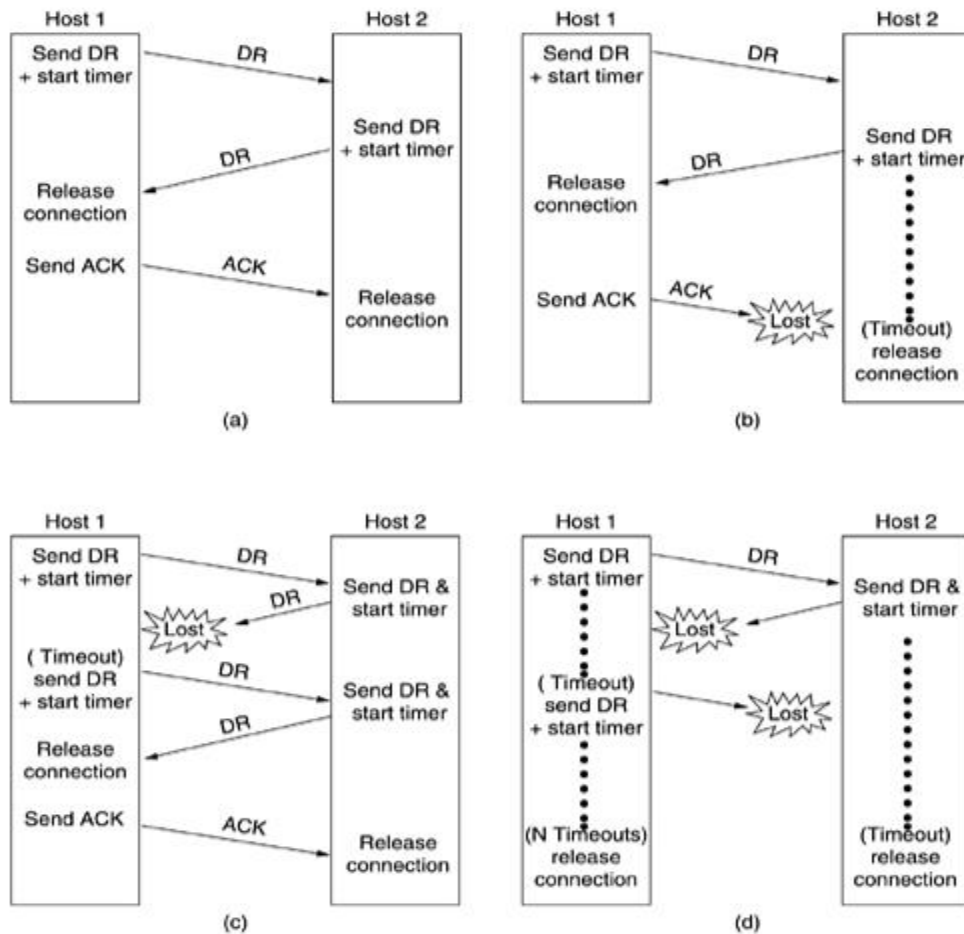 Host 1
Host 2
Send DR
+ start timer
DR
Send DR
+ start timer
DR
Release
connection
Send ACK
ACK
Release
connection
(a)
Host 1
Host 2
Send DR
+ start timer
DR
Send DR
+ start timer
DR
Release
connection
Send ACK
ACK
Lost
(Timeout)
release
connection
(b)
Host 1
Host 2
Send DR
+ start timer
DR
Send DR &
start timer
DR
Lost
( Timeout)
send DR
+ start timer
DR
Send DR &
start timer
DR
Release
connection
Send ACK
ACK
Release
connection
(c)
Host 1
Host 2
Send DR
+ start timer
DR
Send DR &
start timer
Lost
( Timeout)
send DR
+ start timer
Lost
(N Timeouts)
release
connection
(Timeout)
release
connection
(d)